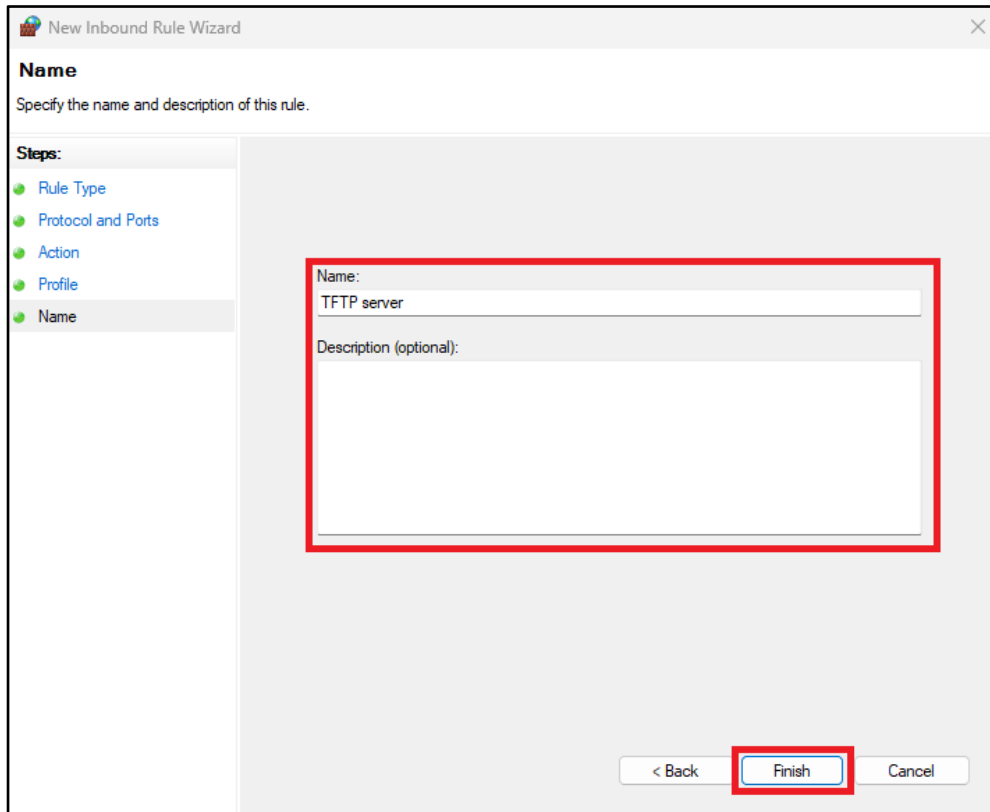 New Inbound Rule Wizard
Name
Specify the name and description of this rule.
Steps:
Rule Type
Protocol and Ports
Action
Profile
Name
Name:
TFTP server
Description (optional):
< Back
Finish
Cancel